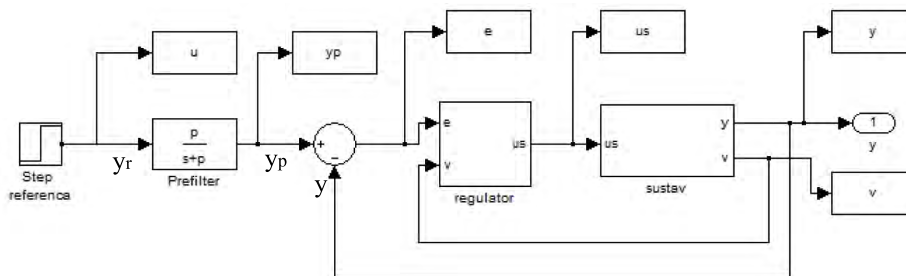 u
yp
e
us
y
Step
referenca
yr
p
s+p
Prefilter
yp
+
−
y
e
v
us
regulator
us
y
v
sustav
1
y
v